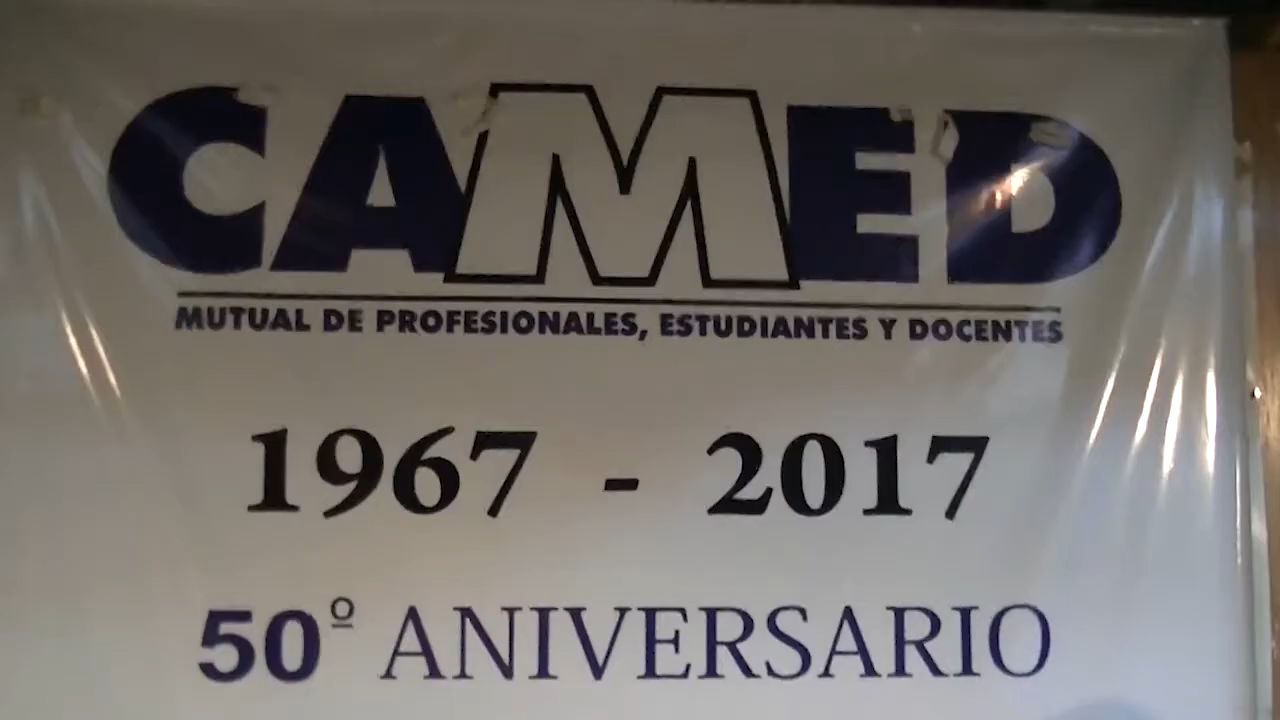 CAMED
MUTUAL DE PROFESIONALES, ESTUDIANTES Y DOCENTES
1967 - 2017
50º ANIVERSARIO